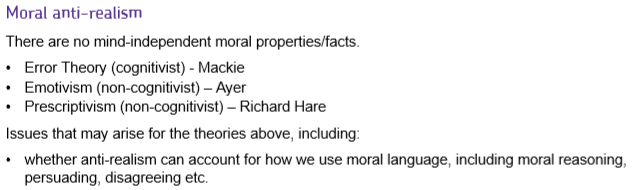 Moral anti-realism
There are no mind-independent moral properties/facts.
• Error Theory (cognitivist) - Mackie
• Emotivism (non-cognitivist) – Ayer
• Prescriptivism (non-cognitivist) – Richard Hare
Issues that may arise for the theories above, including:
• whether anti-realism can account for how we use moral language, including moral reasoning,
persuading, disagreeing etc.